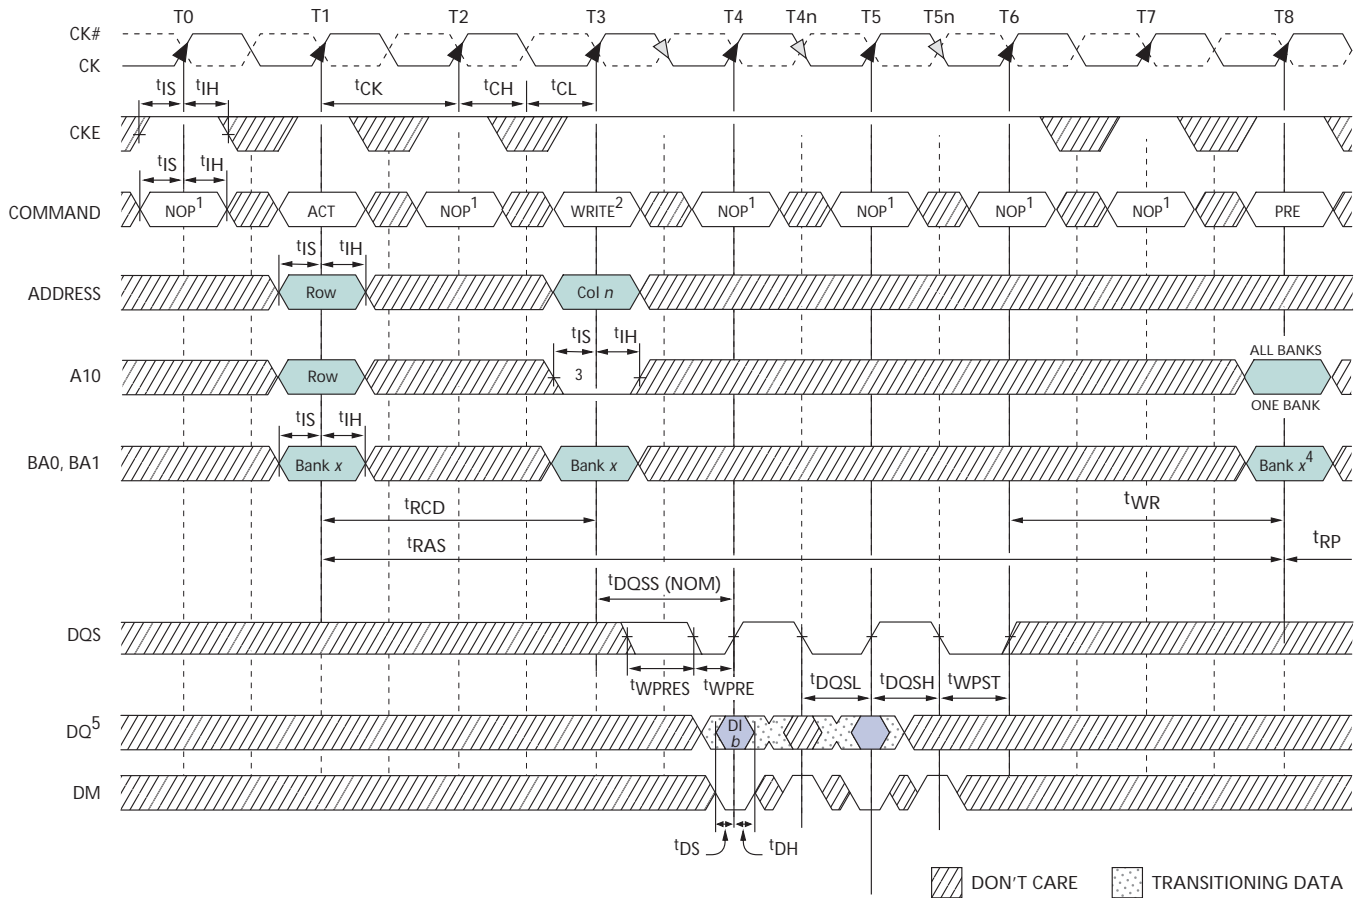 T0 T1 T2 T3 T4 T4n T5 T5n T6 T7 T8
CK#
CK
tIS tIH tCK tCH tCL
CKE
tIS tIH
COMMAND NOP1 ACT NOP1 WRITE2 NOP1 NOP1 NOP1 NOP1 PRE
tIS tIH
ADDRESS Row Col n
tIS tIH
ALL BANKS
A10 Row 3
ONE BANK
tIS tIH
BA0, BA1 Bank x Bank x Bank x4
tRCD tWR
tRAS tRP
tDQSS (NOM)
DQS
tWPRES tWPRE tDQSL tDQSH tWPST
DQ5 DI b
DM
tDS tDH
DON'T CARE TRANSITIONING DATA